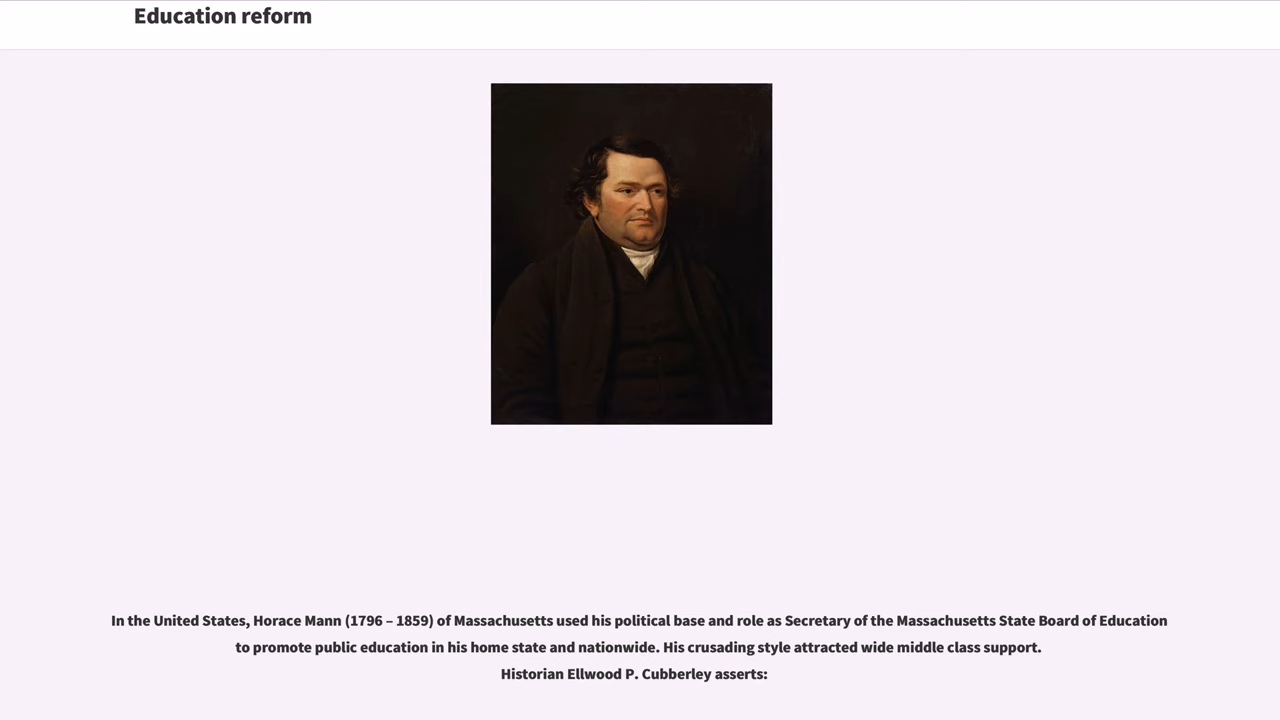 Education reform
In the United States, Horace Mann (1796 – 1859) of Massachusetts used his political base and role as Secretary of the Massachusetts State Board of Education
to promote public education in his home state and nationwide. His crusading style attracted wide middle class support.
Historian Ellwood P. Cubberley asserts: